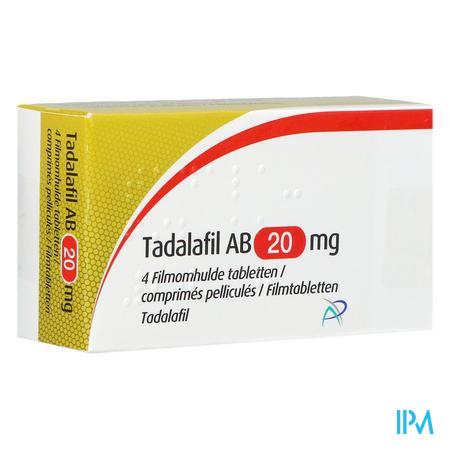 Tadalafil AB 20 mg
4 Filmomhulde tabletten /
comprimés pelliculés / Filmtabletten
Tadalafil AB 20 mg
4 Filmomhulde tabletten /
comprimés pelliculés / Filmtabletten
Tadalafil
IPM